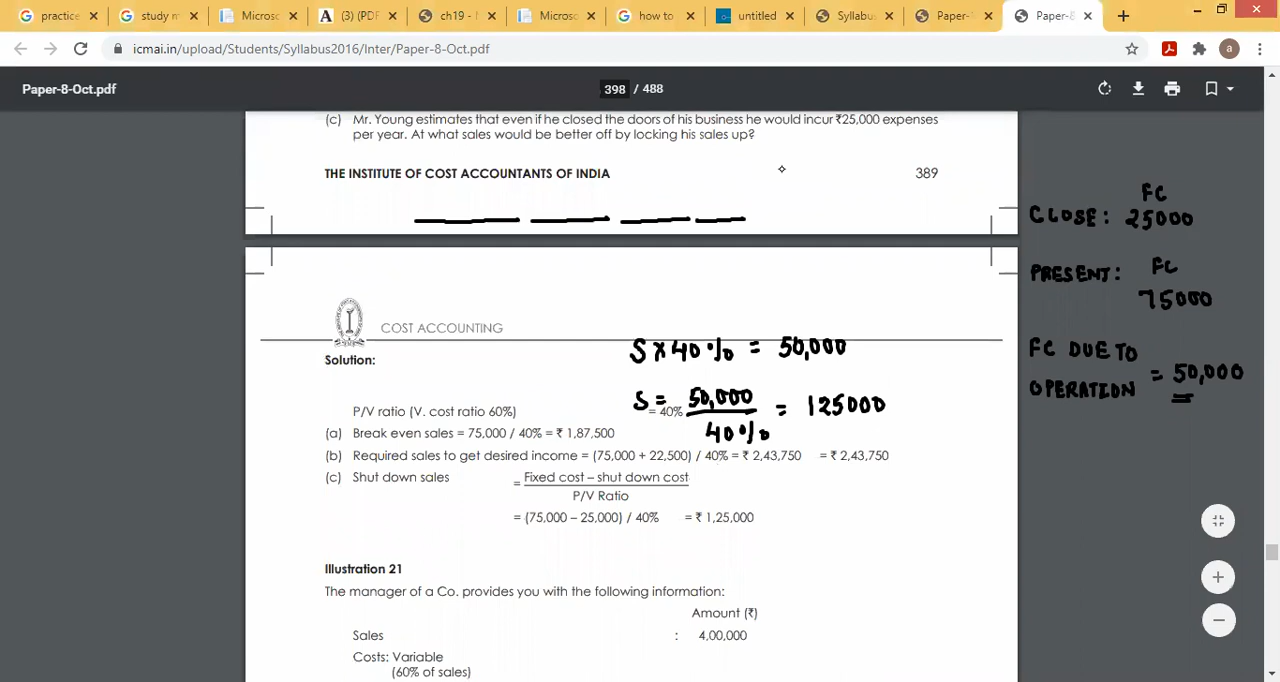 practice
study m
Microso
(3) (PDF
ch19 -
Microso
how to
untitled
Syllabus
Paper-
Paper-8
icmai.in/upload/Students/Syllabus2016/Inter/Paper-8-Oct.pdf
a
Paper-8-Oct.pdf
398 / 488
(c) Mr. Young estimates that even if he closed the doors of his business he would incur ₹25,000 expenses
per year. At what sales would be better off by locking his sales up?
THE INSTITUTE OF COST ACCOUNTANTS OF INDIA 389
FC
CLOSE: 25000
PRESENT: FC
75000
FC DUE TO
OPERATION = 50,000
COST ACCOUNTING
Solution:
S x 40% = 50,000
S = 50,000 / 40% = 125000
P/V ratio (V. cost ratio 60%) = 40%
(a) Break even sales = 75,000 / 40% = ₹ 1,87,500
(b) Required sales to get desired income = (75,000 + 22,500) / 40% = ₹ 2,43,750 = ₹ 2,43,750
(c) Shut down sales = Fixed cost – shut down cost
P/V Ratio
= (75,000 – 25,000) / 40% = ₹ 1,25,000
Illustration 21
The manager of a Co. provides you with the following information:
Amount (₹)
Sales : 4,00,000
Costs: Variable
(60% of sales)